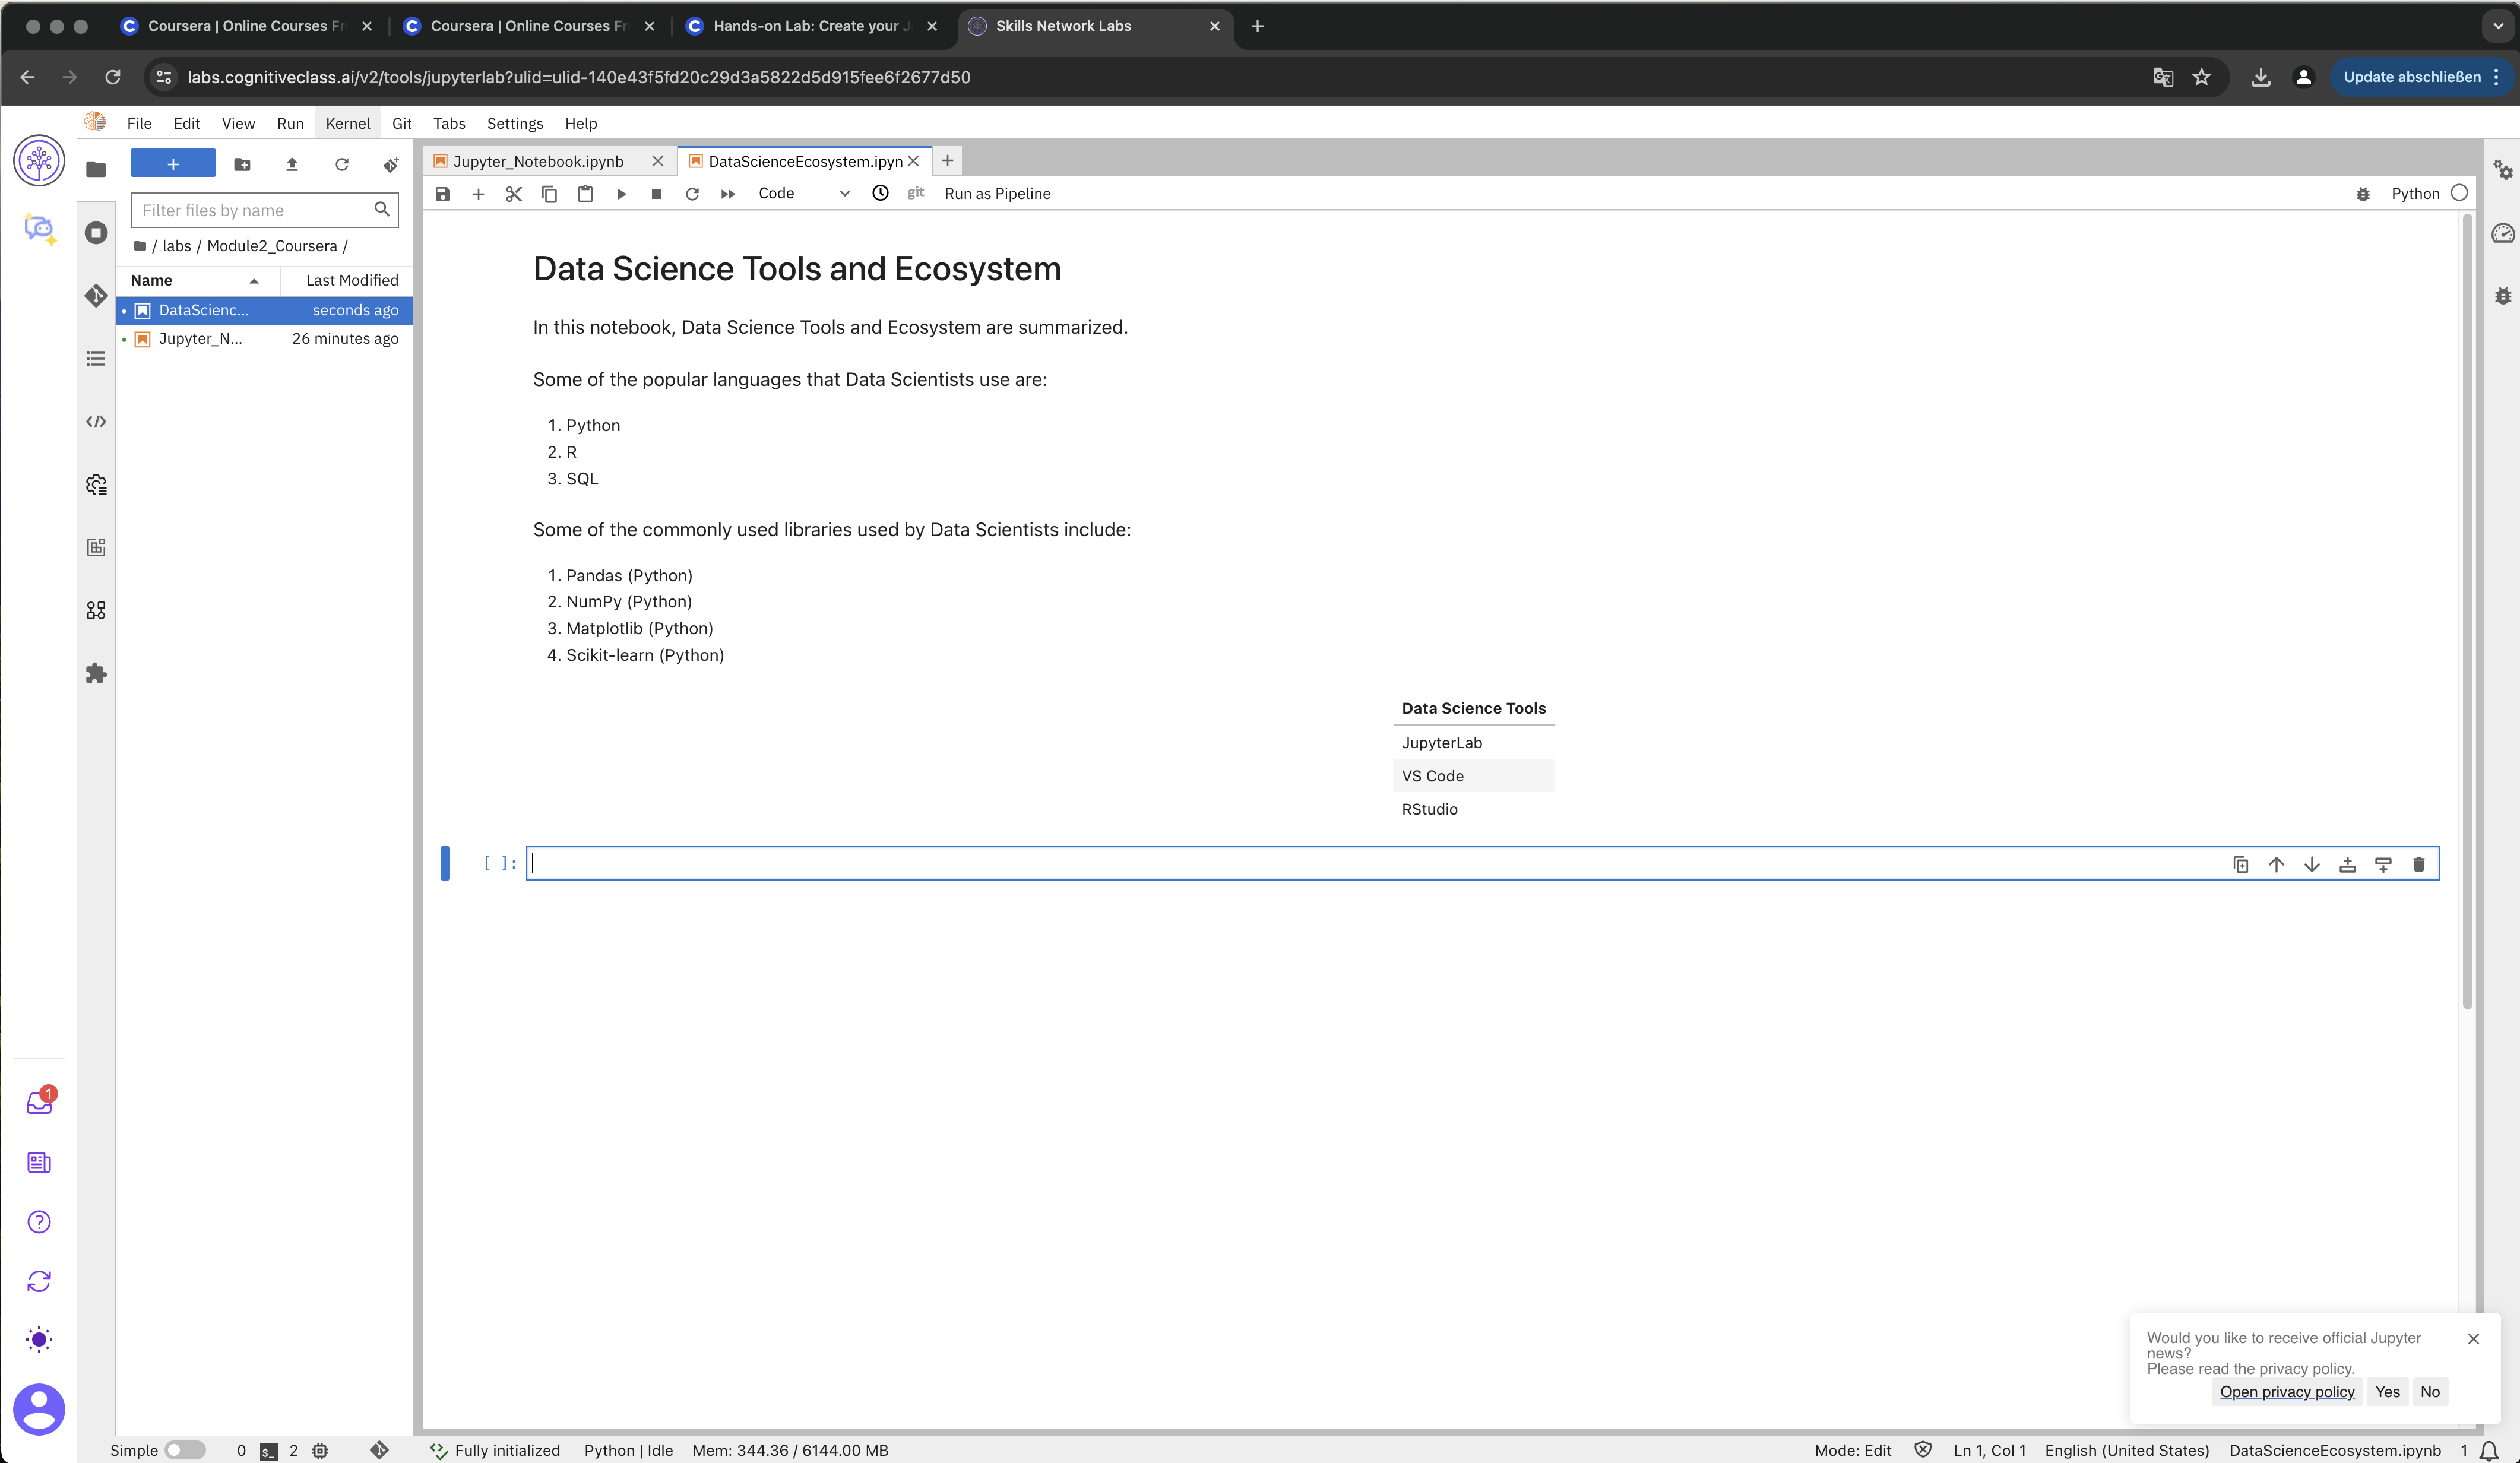 Coursera | Online Courses Fr
Coursera | Online Courses Fr
Hands-on Lab: Create your J
Skills Network Labs
labs.cognitiveclass.ai/v2/tools/jupyterlab?ulid=ulid-140e43f5fd20c29d3a5822d5d915fee6f2677d50
Update abschließen
File Edit View Run Kernel Git Tabs Settings Help
Filter files by name
/ labs / Module2_Coursera /
Name Last Modified
DataScienc... seconds ago
Jupyter_N... 26 minutes ago
Jupyter_Notebook.ipynb
DataScienceEcosystem.ipyn
Code
git
Run as Pipeline
Python
Data Science Tools and Ecosystem
In this notebook, Data Science Tools and Ecosystem are summarized.
Some of the popular languages that Data Scientists use are:
1. Python
2. R
3. SQL
Some of the commonly used libraries used by Data Scientists include:
1. Pandas (Python)
2. NumPy (Python)
3. Matplotlib (Python)
4. Scikit-learn (Python)
Data Science Tools
JupyterLab
VS Code
RStudio
[ ]:
1
Would you like to receive official Jupyter
news?
Please read the privacy policy.
Open privacy policy Yes No
Simple 0 $_ 2 Fully initialized Python | Idle Mem: 344.36 / 6144.00 MB Mode: Edit Ln 1, Col 1 English (United States) DataScienceEcosystem.ipynb 1